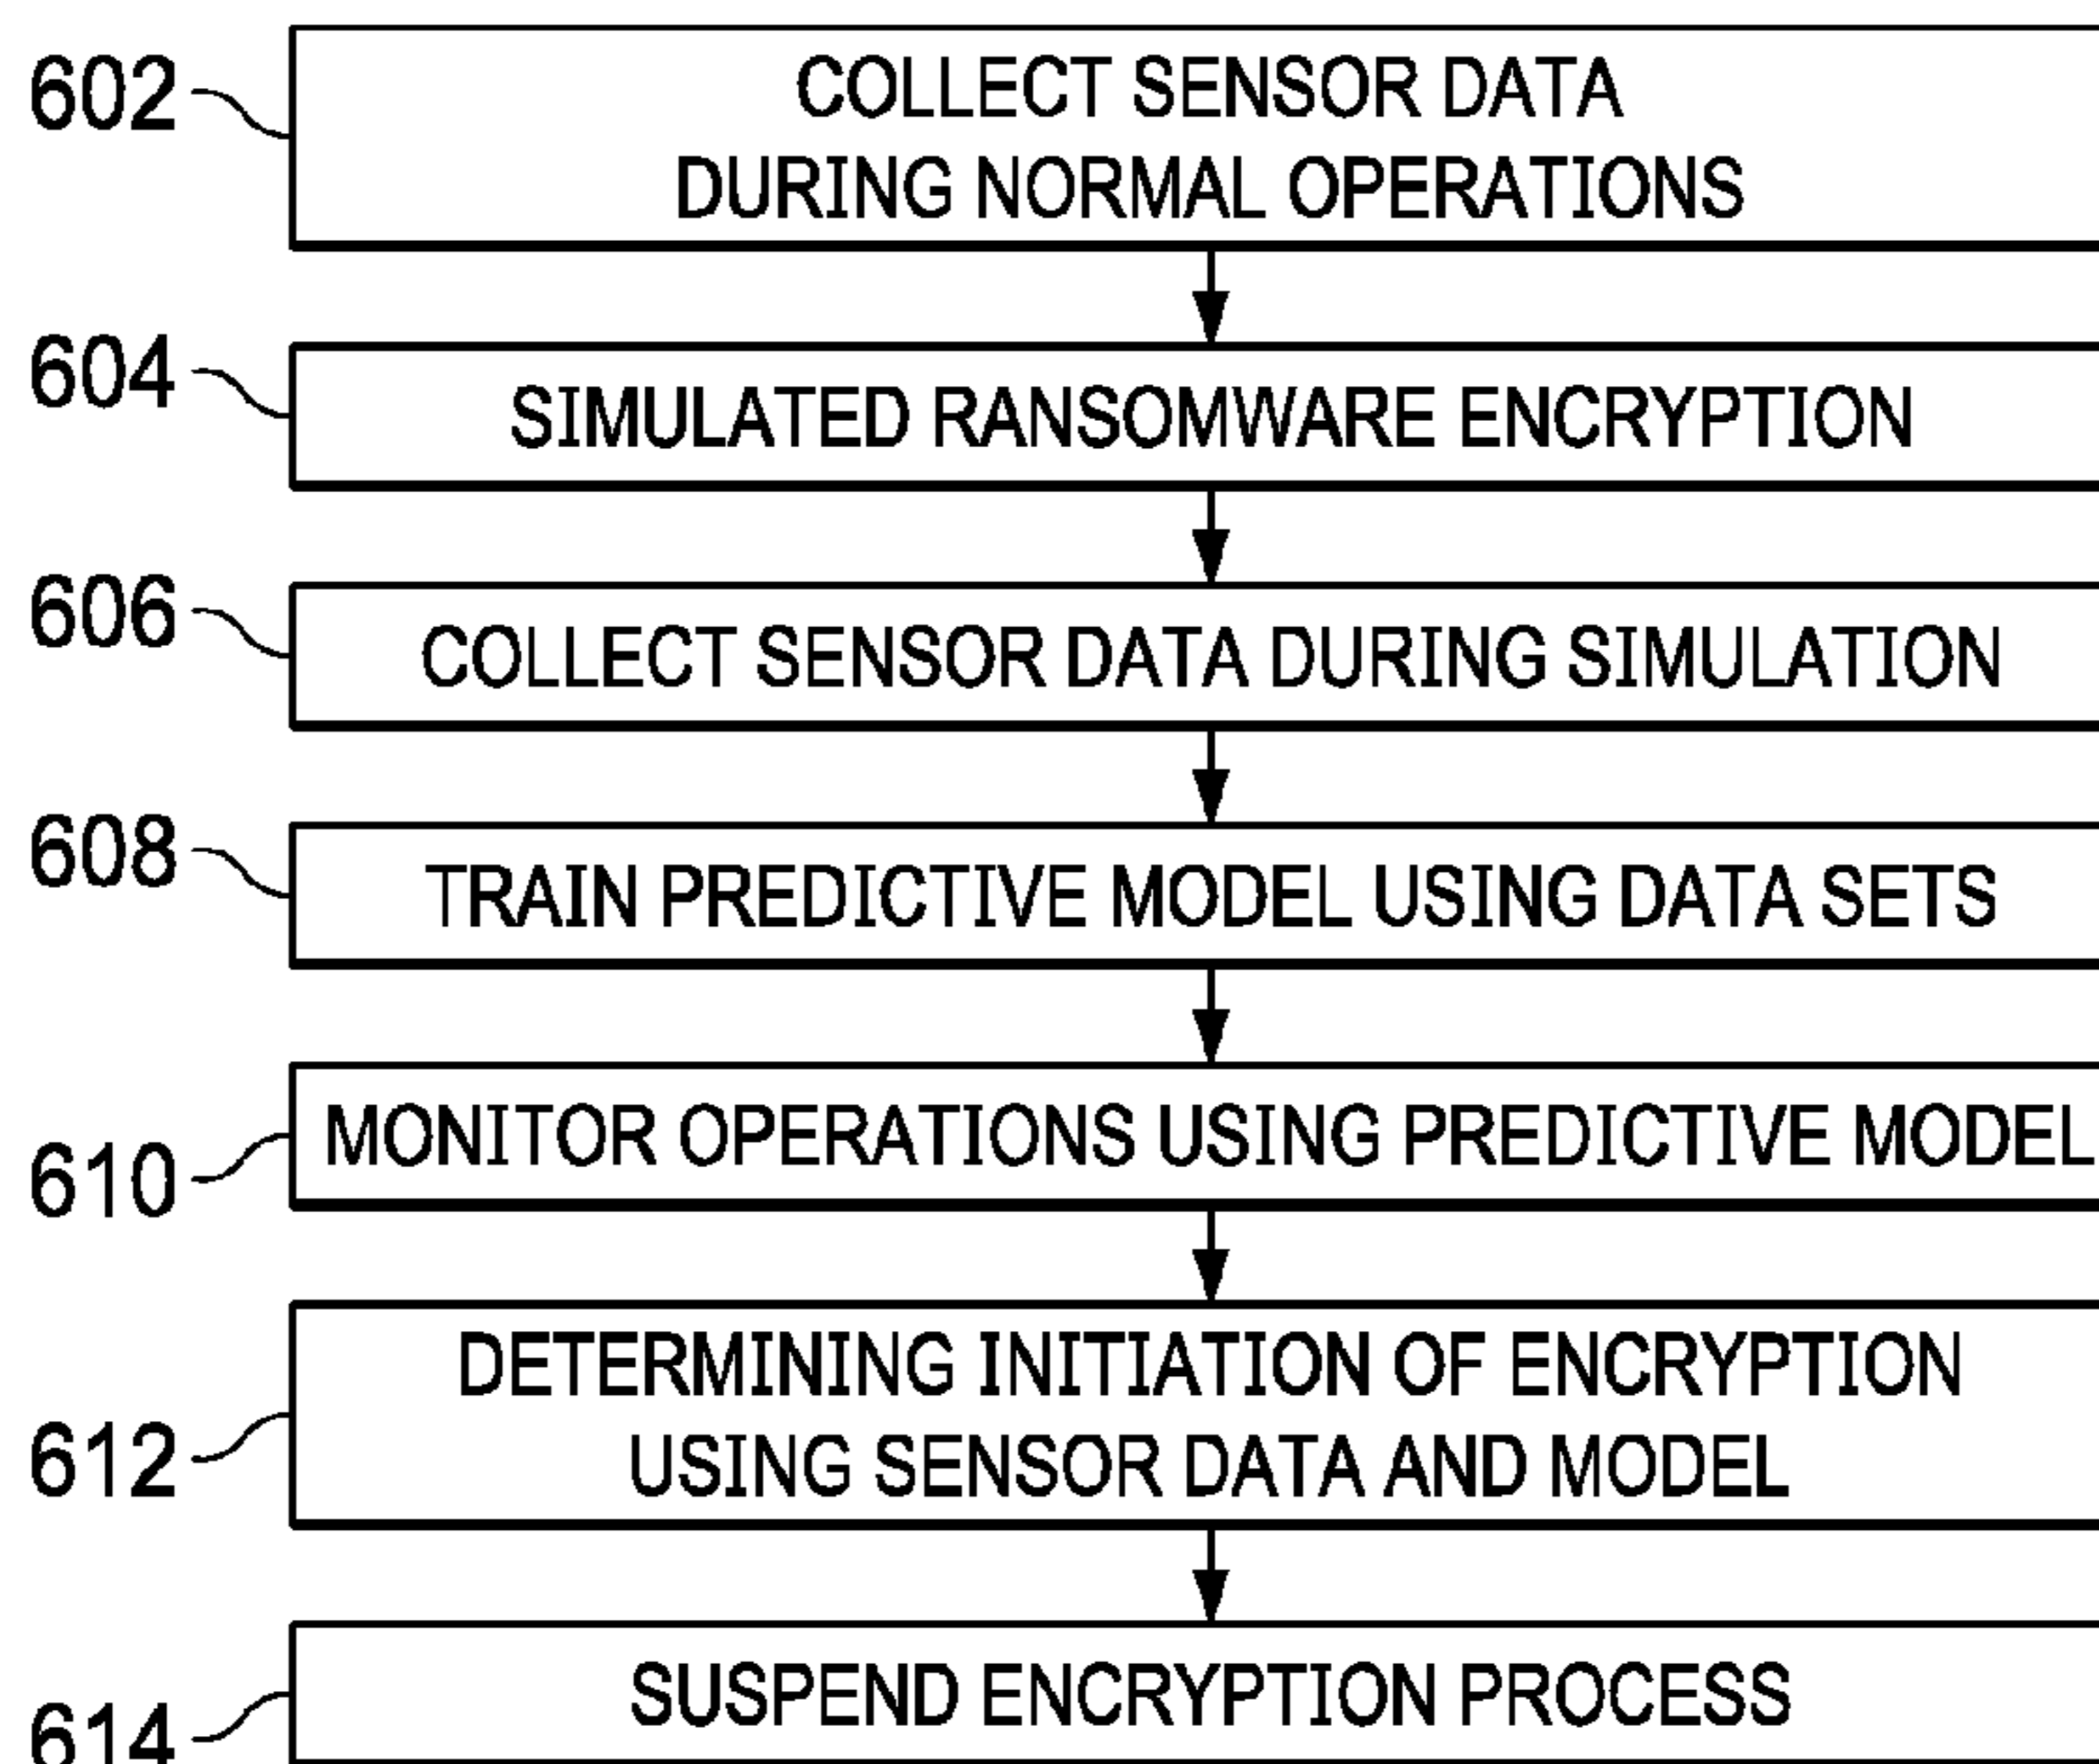 602
COLLECT SENSOR DATA
DURING NORMAL OPERATIONS
604
SIMULATED RANSOMWARE ENCRYPTION
606
COLLECT SENSOR DATA DURING SIMULATION
608
TRAIN PREDICTIVE MODEL USING DATA SETS
610
MONITOR OPERATIONS USING PREDICTIVE MODEL
612
DETERMINING INITIATION OF ENCRYPTION
USING SENSOR DATA AND MODEL
614
SUSPEND ENCRYPTION PROCESS